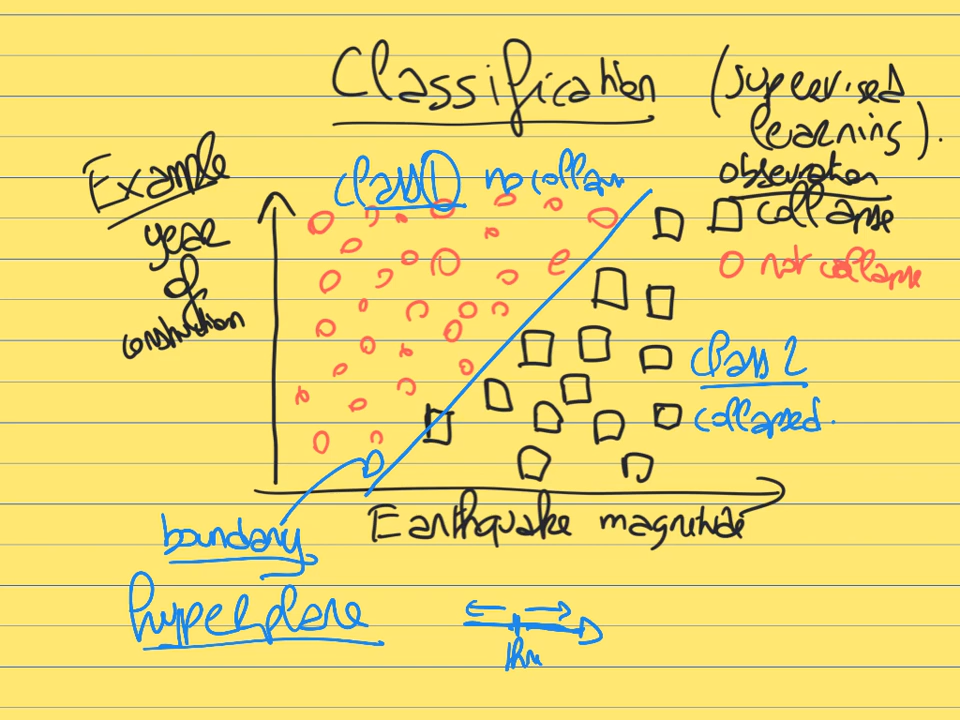 Classification
(supervised
learning).
Example
year
of
construction
class 1 no collapse
observation
collapse
not collapse
class 2
collapsed.
Earthquake magnitude
boundary
hyperplane